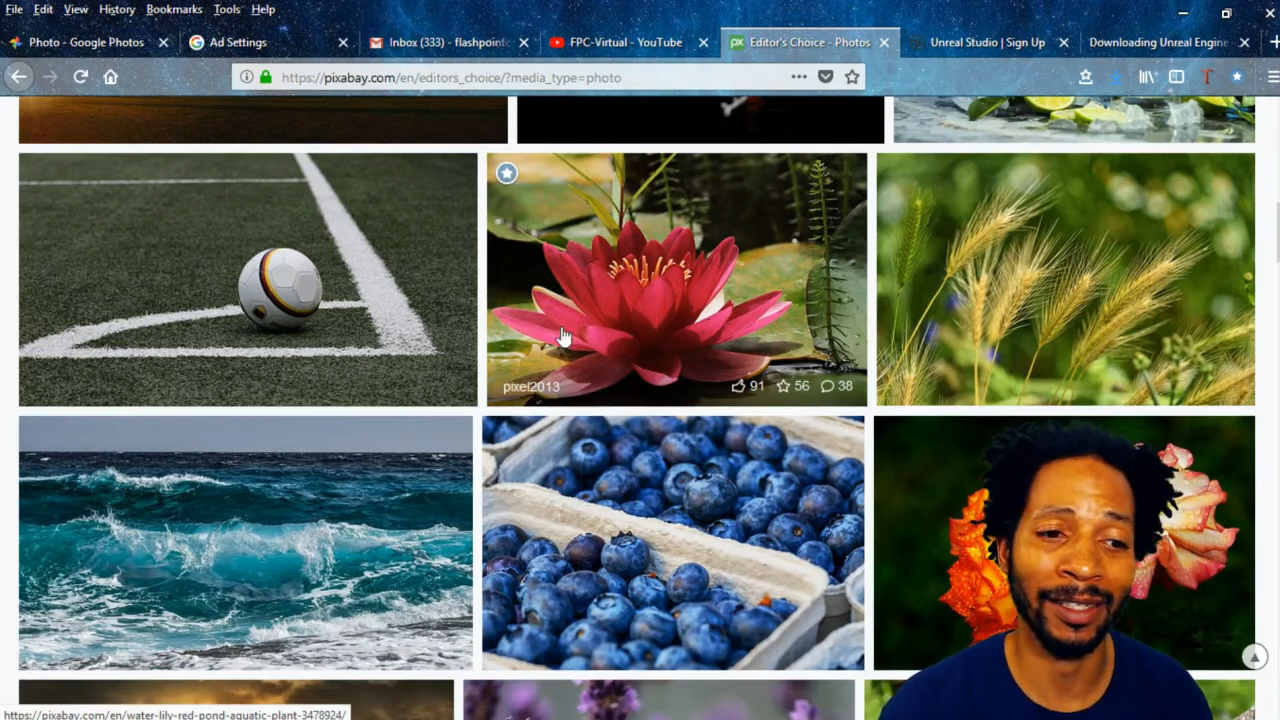 File Edit View History Bookmarks Tools Help
Photo - Google Photos
Ad Settings
Inbox (333) - flashpoint
FPC-Virtual - YouTube
Editor's Choice - Photos
Unreal Studio | Sign Up
Downloading Unreal Engine
https://pixabay.com/en/editors_choice/?media_type=photo
pixel2013 91 56 38
https://pixabay.com/en/water-lily-red-pond-aquatic-plant-3478924/